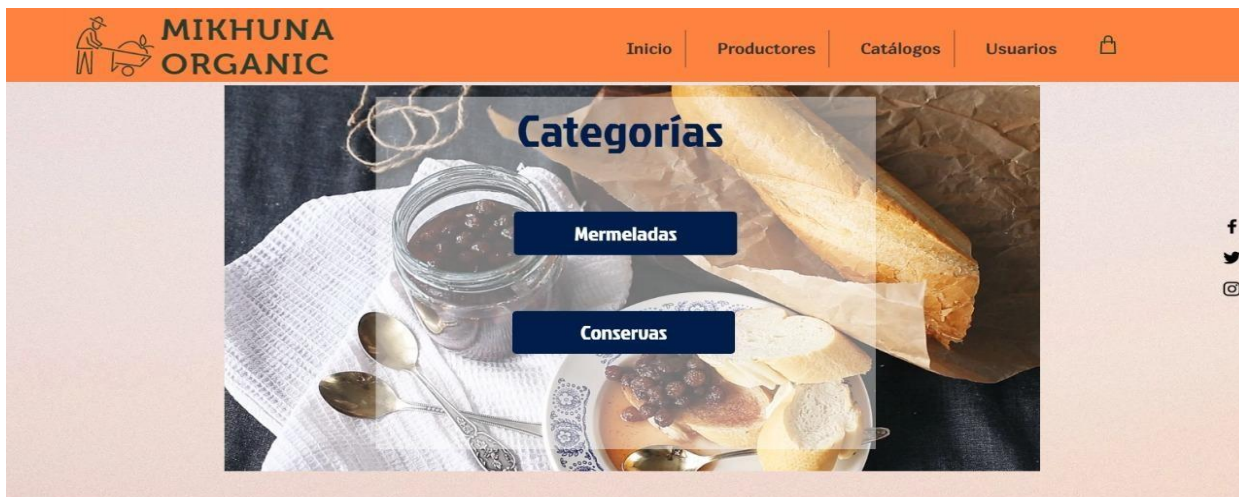 MIKHUNA
ORGANIC
Inicio
Productores
Catálogos
Usuarios
Categorías
Mermeladas
Conservas